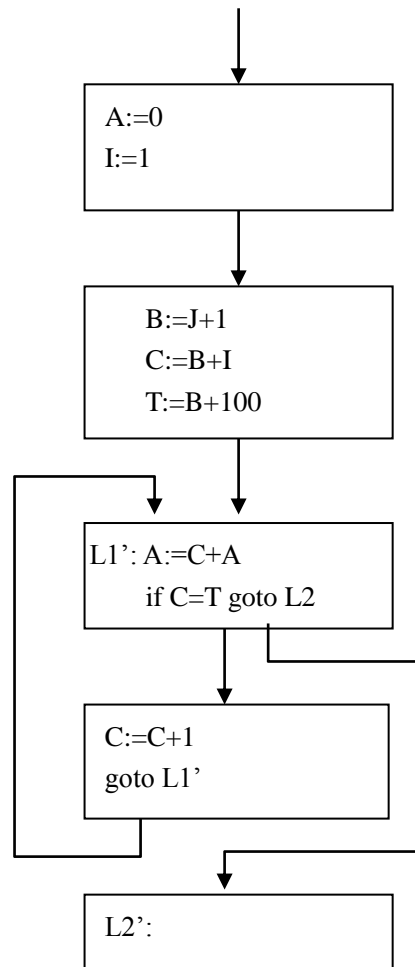 A:=0
I:=1
B:=J+1
C:=B+I
T:=B+100
L1’: A:=C+A
if C=T goto L2
C:=C+1
goto L1’
L2’: